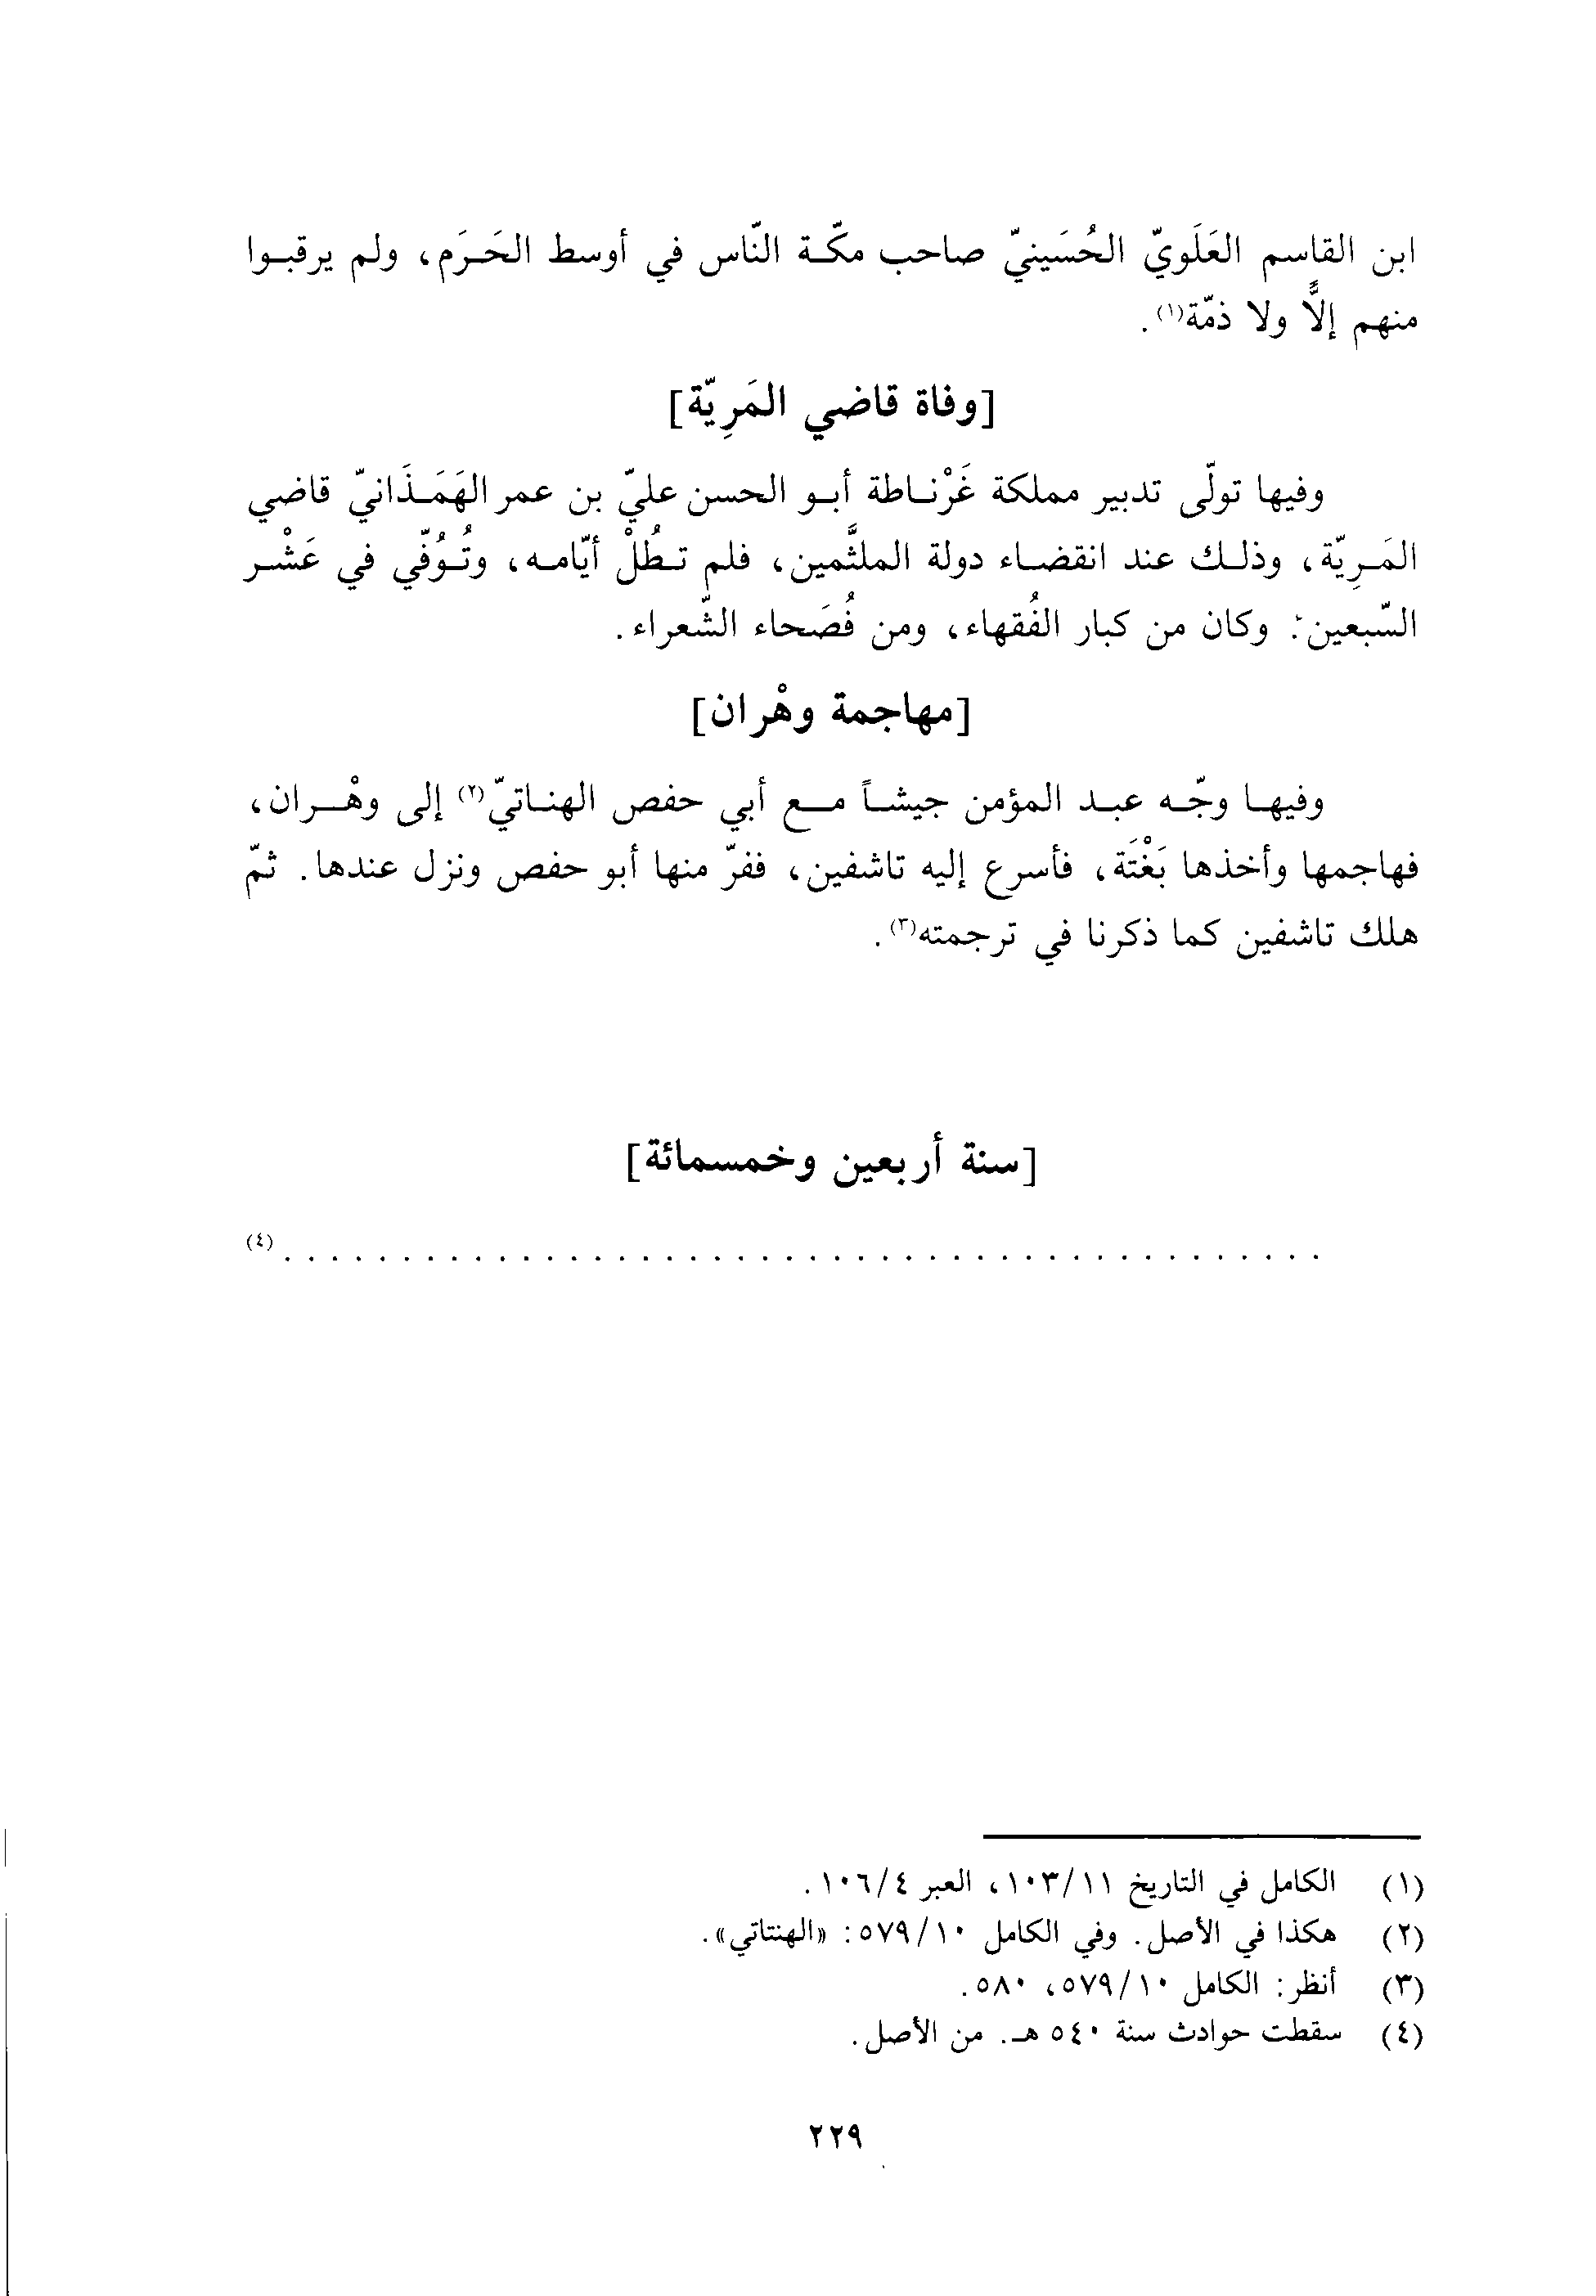 ابن القاسم العَلَويّ الحُسَينيّ صاحب مكّة النّاس في أوسط الحَرَم، ولم يرقبوا
منهم إلاًّ ولا ذمّة(١).
[وفاة قاضي المَرِيّة]
وفيها تولّى تدبير مملكة غَرْناطة أبو الحسن عليّ بن عمر الهَمَذَانيّ قاضي
المَرِيّة، وذلك عند انقضاء دولة الملثَّمين، فلم تطُلْ أيّامه، وتُوُفّي في عَشْر
السّبعين: وكان من كبار الفُقهاء، ومن فُصَحاء الشّعراء.
[مهاجمة وهْران]
وفيها وجّه عبد المؤمن جيشاً مع أبي حفص الهناتيّ(٢) إلى وهْران،
فهاجمها وأخذها بَغْتَة، فأسرع إليه تاشفين، ففرّ منها أبو حفص ونزل عندها. ثمّ
هلك تاشفين كما ذكرنا في ترجمته(٣).
[سنة أربعين وخمسمائة]
. . . . . . . . . . . . . . . . . . . . . . . . . . . . . . . . . . . . . . . . . . . . (٤)
(١) الكامل في التاريخ ١٠٣/١١، العبر ١٠٦/٤.
(٢) هكذا في الأصل. وفي الكامل ٥٧٩/١٠: «الهنتاتي».
(٣) أنظر: الكامل ٥٧٩/١٠، ٥٨٠.
(٤) سقطت حوادث سنة ٥٤٠ هـ. من الأصل.
٢٢٩